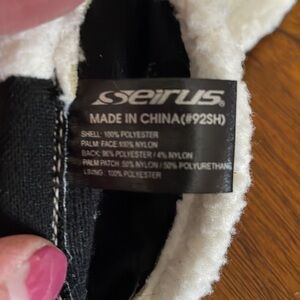 seirus
MADE IN CHINA(#92SH)
SHELL: 100% POLYESTER
PALM: FACE:100% NYLON
BACK: 96% POLYESTER / 4% NYLON
PALM PATCH: 50% NYLON / 50% POLYURETHANE
LINING: 100% POLYESTER